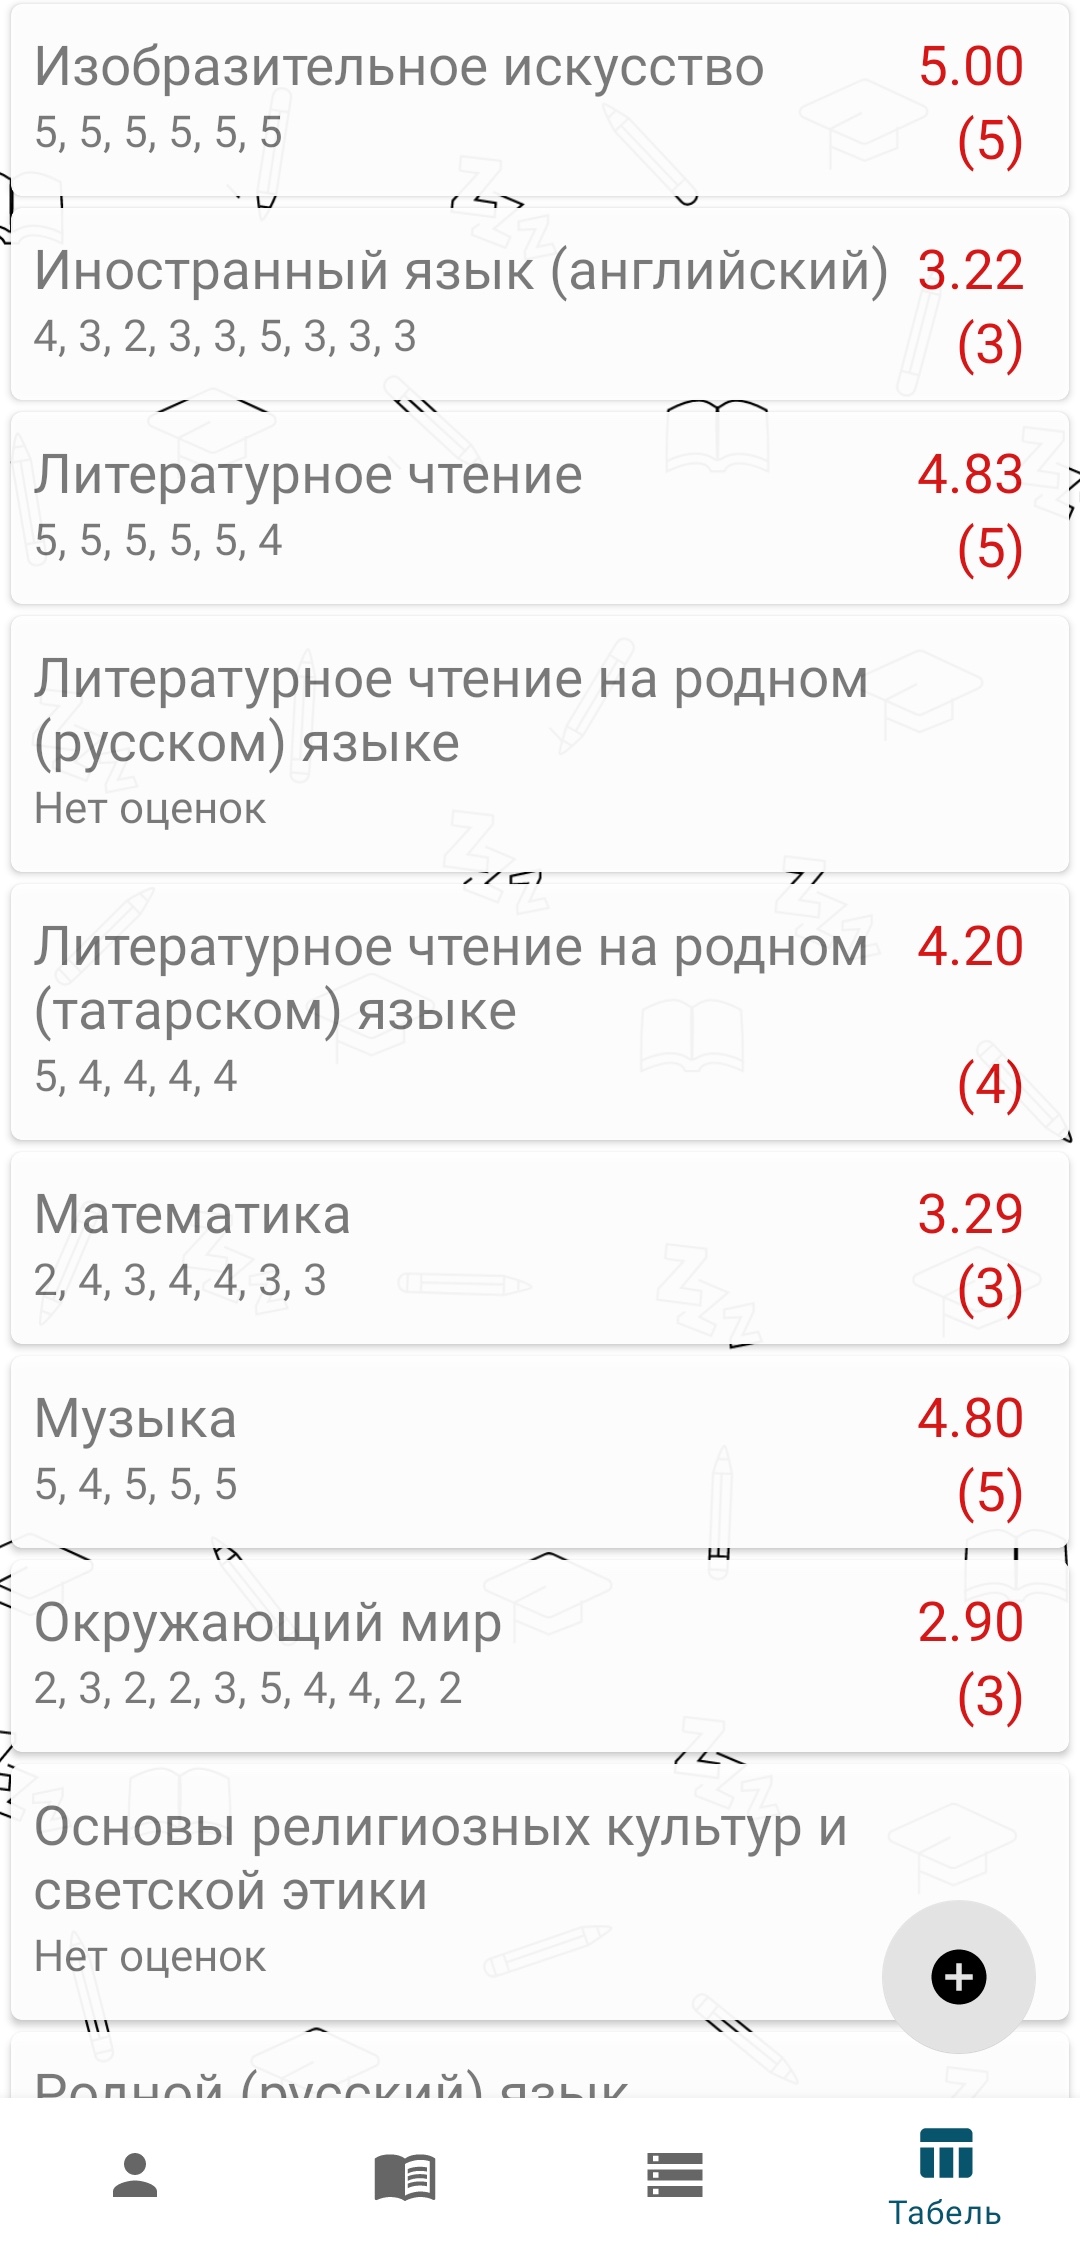 Изобразительное искусство 5.00
5, 5, 5, 5, 5, 5 (5)
Иностранный язык (английский) 3.22
4, 3, 2, 3, 3, 5, 3, 3, 3 (3)
Литературное чтение 4.83
5, 5, 5, 5, 5, 4 (5)
Литературное чтение на родном
(русском) языке
Нет оценок
Литературное чтение на родном 4.20
(татарском) языке
5, 4, 4, 4, 4 (4)
Математика 3.29
2, 4, 3, 4, 4, 3, 3 (3)
Музыка 4.80
5, 4, 5, 5, 5 (5)
Окружающий мир 2.90
2, 3, 2, 2, 3, 5, 4, 4, 2, 2 (3)
Основы религиозных культур и
светской этики
Нет оценок
Родной (русский) язык
Табель